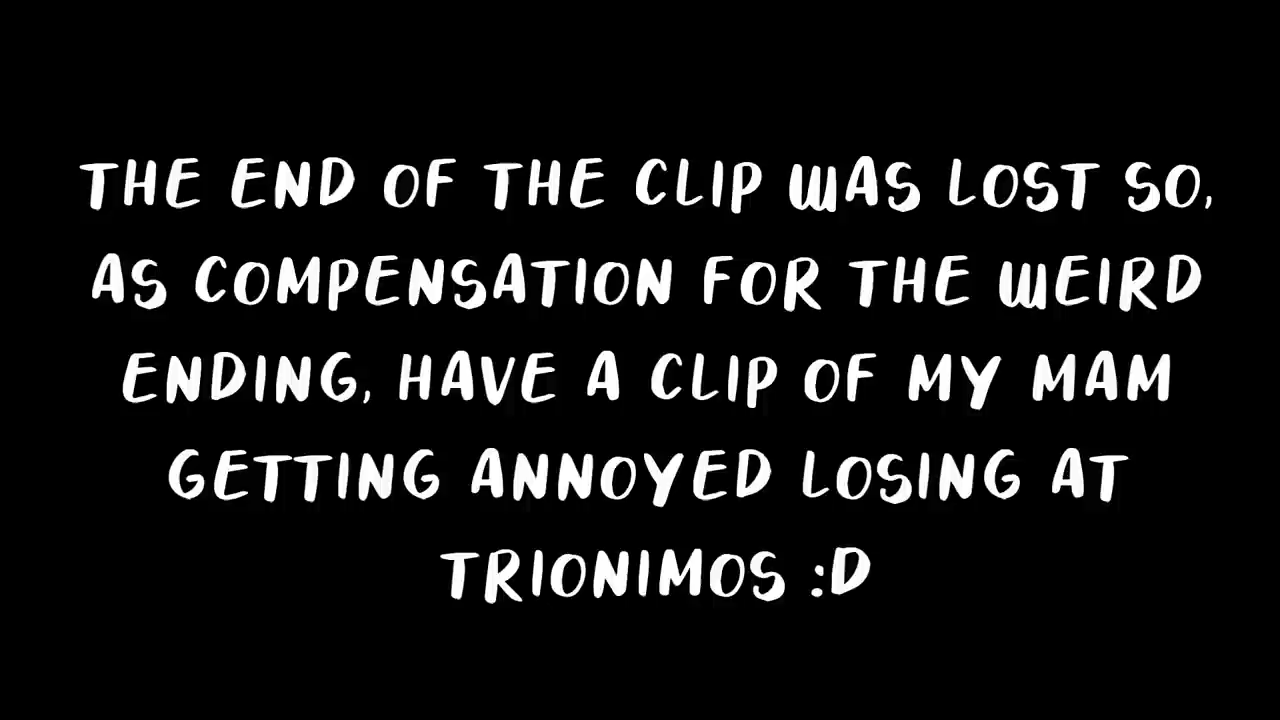 THE END OF THE CLIP WAS LOST SO,
AS COMPENSATION FOR THE WEIRD
ENDING, HAVE A CLIP OF MY MAM
GETTING ANNOYED LOSING AT
TRIONIMOS :D